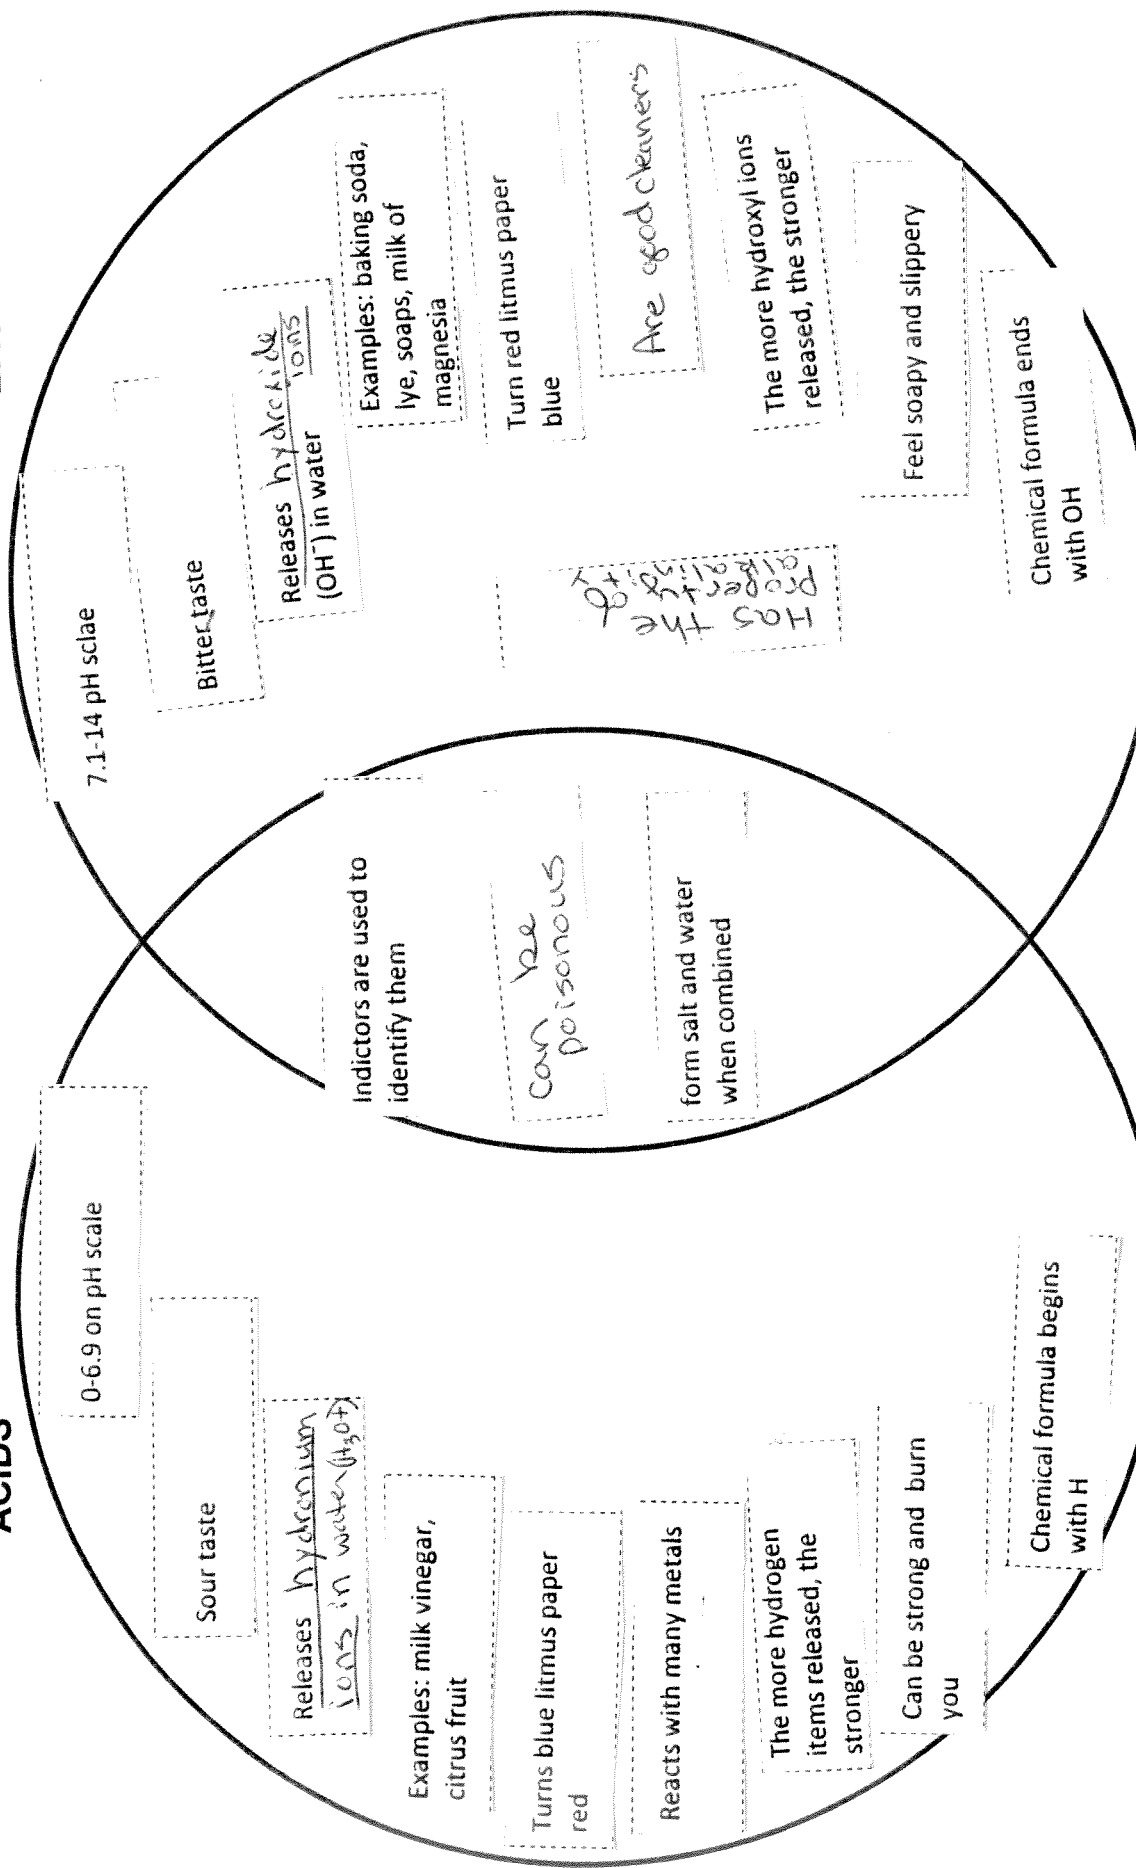 ACIDS
0-6.9 on pH scale
Sour taste
Releases hydronium
ions in water (H3O+)
Examples: milk vinegar,
citrus fruit
Turns blue litmus paper
red
Reacts with many metals
The more hydrogen
items released, the
stronger
Can be strong and burn
you
Chemical formula begins
with H
Indictors are used to
identify them
Can be
poisonous
form salt and water
when combined
7.1-14 pH sclae
Bitter taste
Releases hydroxide
ions
(OH⁻) in water
Examples: baking soda,
lye, soaps, milk of
magnesia
Turn red litmus paper
blue
Are good cleaners
The more hydroxyl ions
released, the stronger
Feel soapy and slippery
Chemical formula ends
with OH
Has the
property of
alkalinity